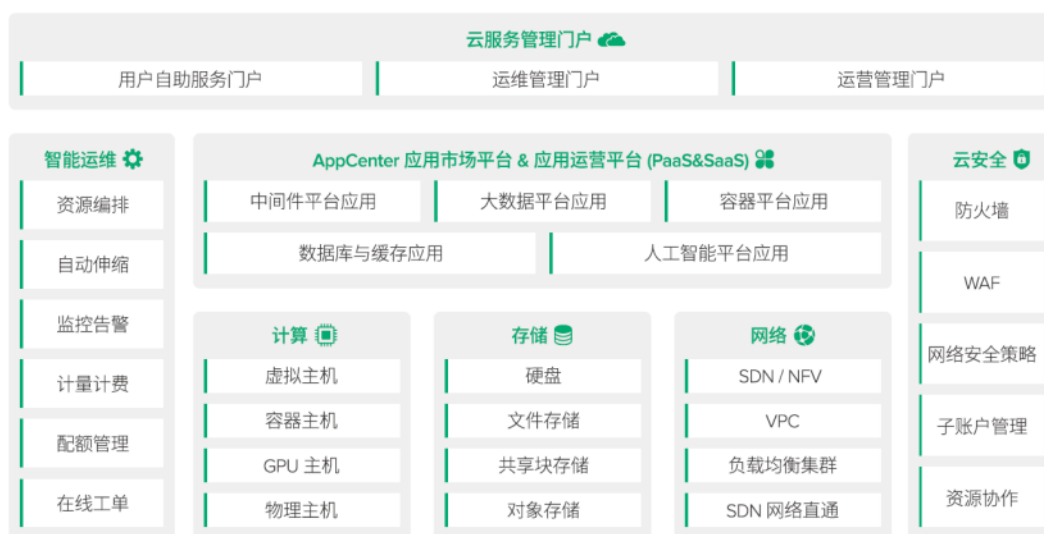 云服务管理门户
用户自助服务门户
运维管理门户
运营管理门户
智能运维
资源编排
自动伸缩
监控告警
计量计费
配额管理
在线工单
AppCenter 应用市场平台 & 应用运营平台 (PaaS&SaaS)
中间件平台应用
大数据平台应用
容器平台应用
数据库与缓存应用
人工智能平台应用
计算
虚拟主机
容器主机
GPU 主机
物理主机
存储
硬盘
文件存储
共享块存储
对象存储
网络
SDN / NFV
VPC
负载均衡集群
SDN 网络直通
云安全
防火墙
WAF
网络安全策略
子账户管理
资源协作